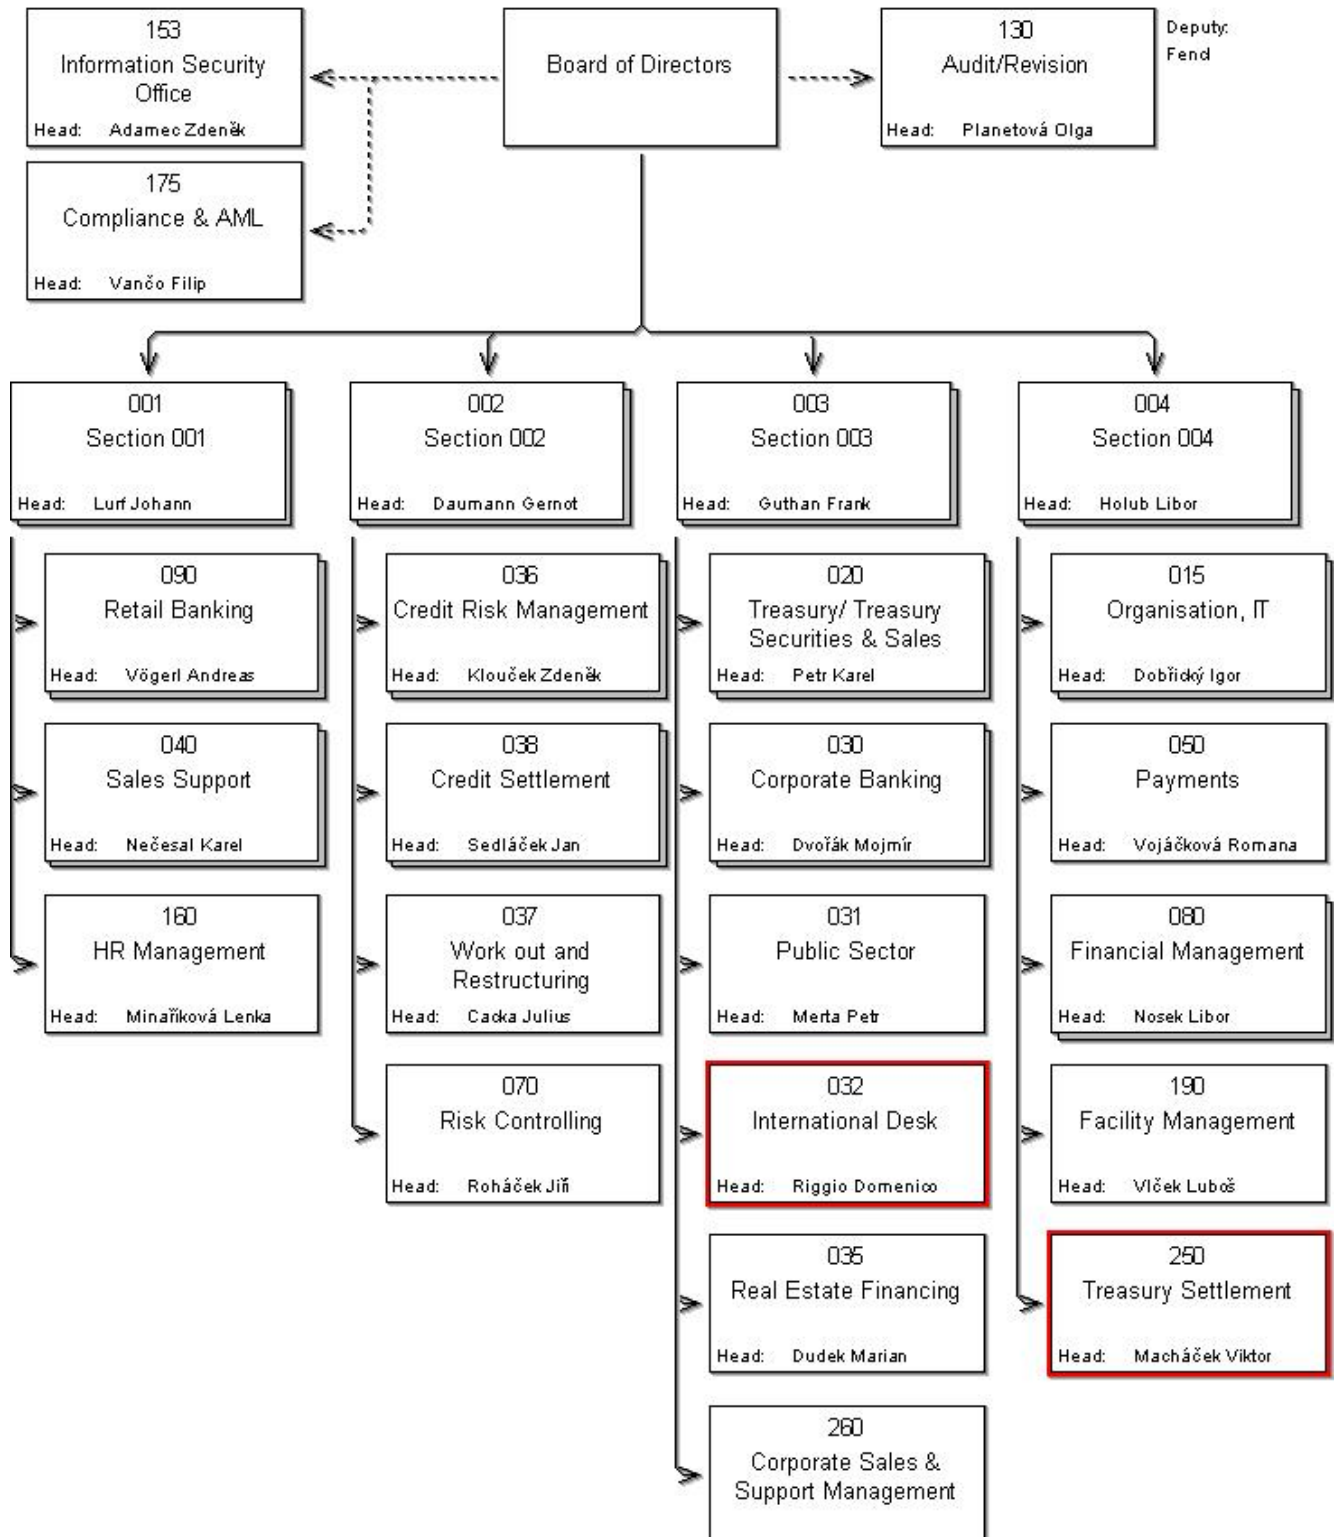 153
Information Security
Office
Head: Adamec Zdeněk
Board of Directors
130
Audit/Revision
Head: Planetová Olga
Deputy:
Fencl
175
Compliance & AML
Head: Vančo Filip
001
Section 001
Head: Lurf Johann
002
Section 002
Head: Daumann Gernot
003
Section 003
Head: Guthan Frank
004
Section 004
Head: Holub Libor
090
Retail Banking
Head: Vögerl Andreas
036
Credit Risk Management
Head: Klouček Zdeněk
020
Treasury/ Treasury
Securities & Sales
Head: Petr Karel
015
Organisation, IT
Head: Dobřický Igor
040
Sales Support
Head: Nečesal Karel
038
Credit Settlement
Head: Sedláček Jan
030
Corporate Banking
Head: Dvořák Mojmír
050
Payments
Head: Vojáčková Romana
160
HR Management
Head: Minaříková Lenka
037
Work out and
Restructuring
Head: Cacka Julius
031
Public Sector
Head: Merta Petr
080
Financial Management
Head: Nosek Libor
070
Risk Controlling
Head: Roháček Jiří
032
International Desk
Head: Riggio Domenico
190
Facility Management
Head: Vlček Luboš
035
Real Estate Financing
Head: Dudek Marian
250
Treasury Settlement
Head: Macháček Viktor
260
Corporate Sales &
Support Management